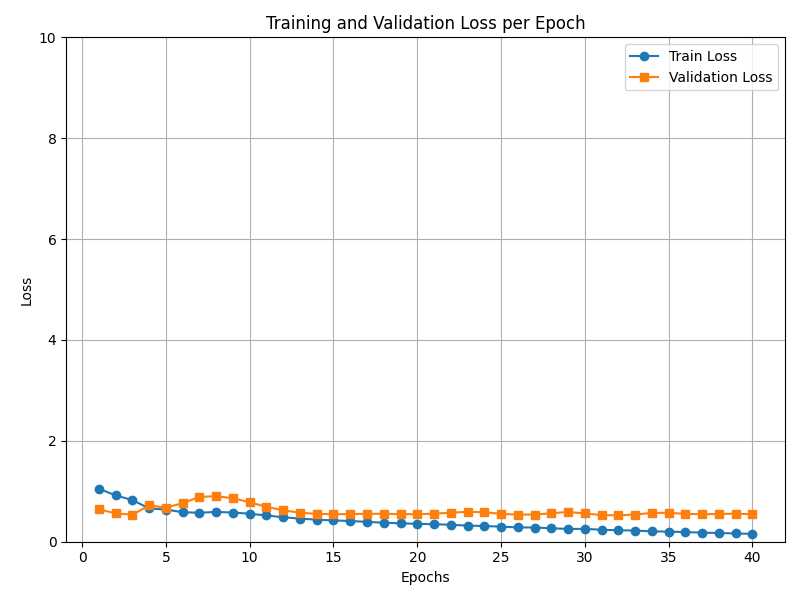 Training and Validation Loss per Epoch
Train Loss
Validation Loss
Loss
10
8
6
4
2
0
0 5 10 15 20 25 30 35 40
Epochs